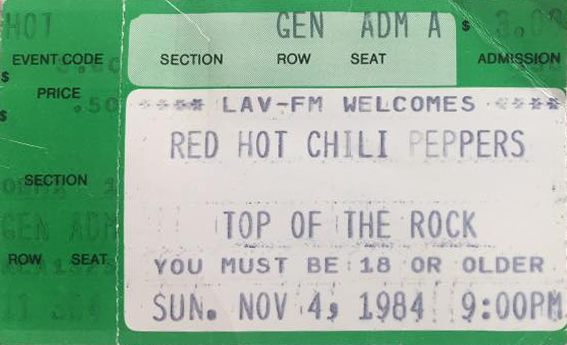 HOT
GEN ADM A $ 3.00
EVENT CODE SECTION ROW SEAT ADMISSION
$
PRICE
$ .50
LAV-FM WELCOMES
RED HOT CHILI PEPPERS
SECTION
TOP OF THE ROCK
GEN ADM
ROW SEAT
YOU MUST BE 18 OR OLDER
SUN. NOV 4, 1984 9:00PM